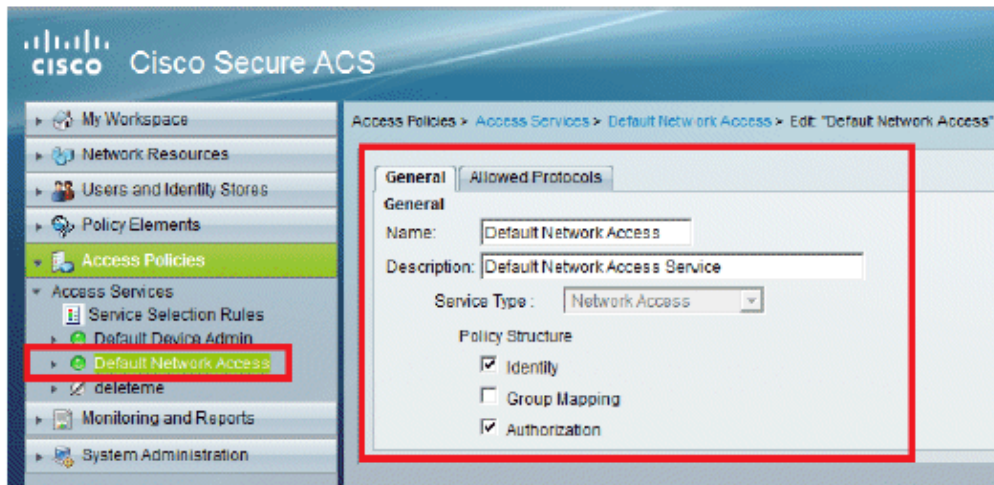 CISCO Cisco Secure ACS
My Workspace
Network Resources
Users and Identity Stores
Policy Elements
Access Policies
Access Services
Service Selection Rules
Default Device Admin
Default Network Access
deleteme
Monitoring and Reports
System Administration
Access Policies > Access Services > Default Network Access > Edit: "Default Network Access"
General Allowed Protocols
General
Name: Default Network Access
Description: Default Network Access Service
Service Type : Network Access
Policy Structure
Identity
Group Mapping
Authorization